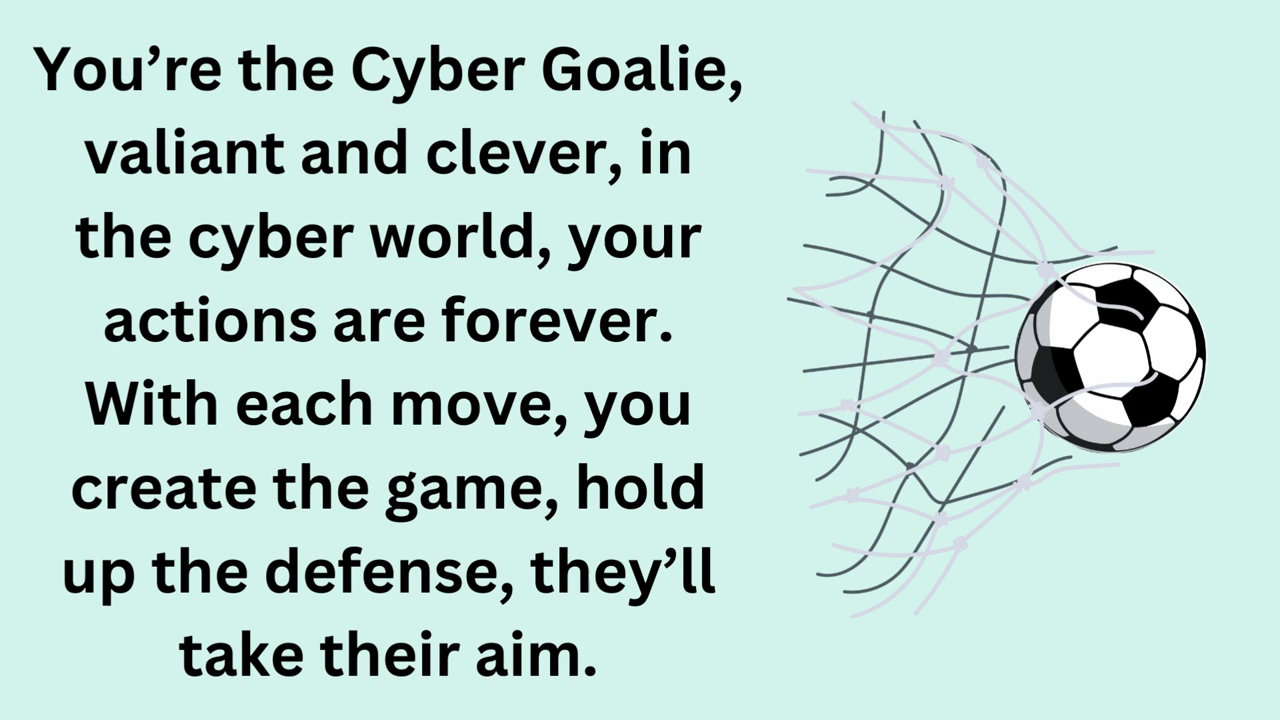 You’re the Cyber Goalie,
valiant and clever, in
the cyber world, your
actions are forever.
With each move, you
create the game, hold
up the defense, they’ll
take their aim.